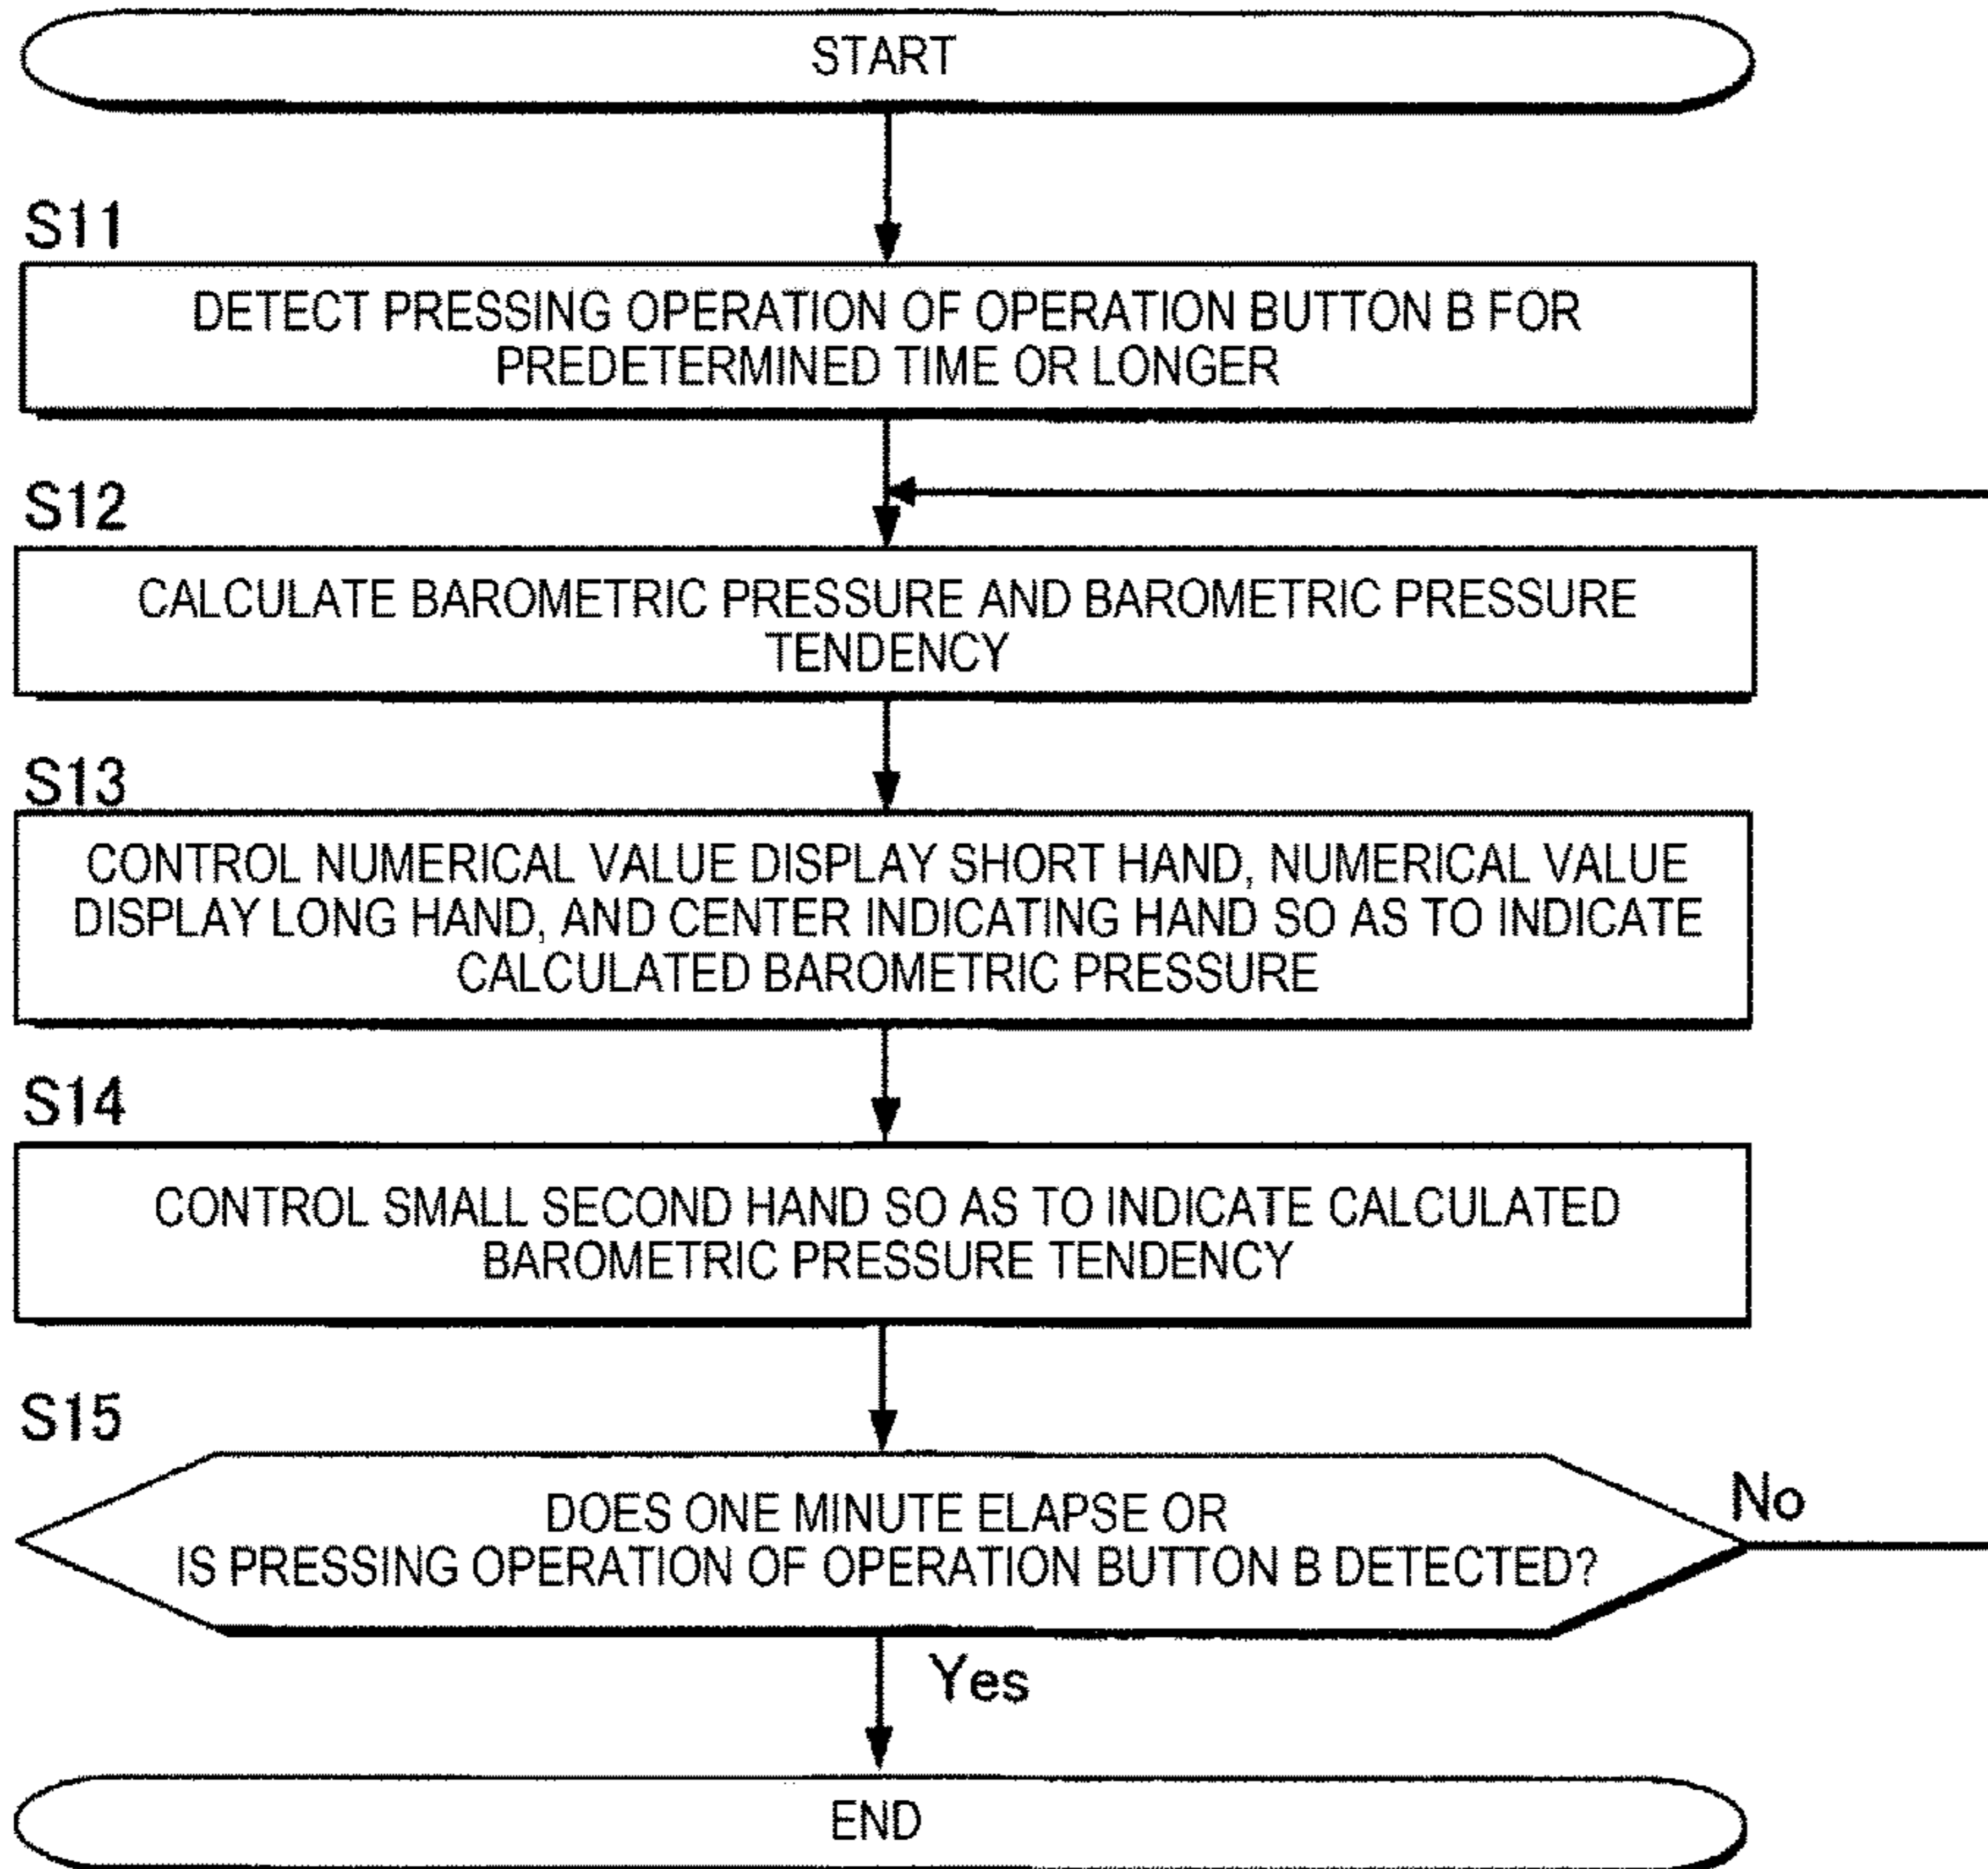 START
S11
DETECT PRESSING OPERATION OF OPERATION BUTTON B FOR
PREDETERMINED TIME OR LONGER
S12
CALCULATE BAROMETRIC PRESSURE AND BAROMETRIC PRESSURE
TENDENCY
S13
CONTROL NUMERICAL VALUE DISPLAY SHORT HAND, NUMERICAL VALUE
DISPLAY LONG HAND, AND CENTER INDICATING HAND SO AS TO INDICATE
CALCULATED BAROMETRIC PRESSURE
S14
CONTROL SMALL SECOND HAND SO AS TO INDICATE CALCULATED
BAROMETRIC PRESSURE TENDENCY
S15
DOES ONE MINUTE ELAPSE OR
IS PRESSING OPERATION OF OPERATION BUTTON B DETECTED?
No
Yes
END